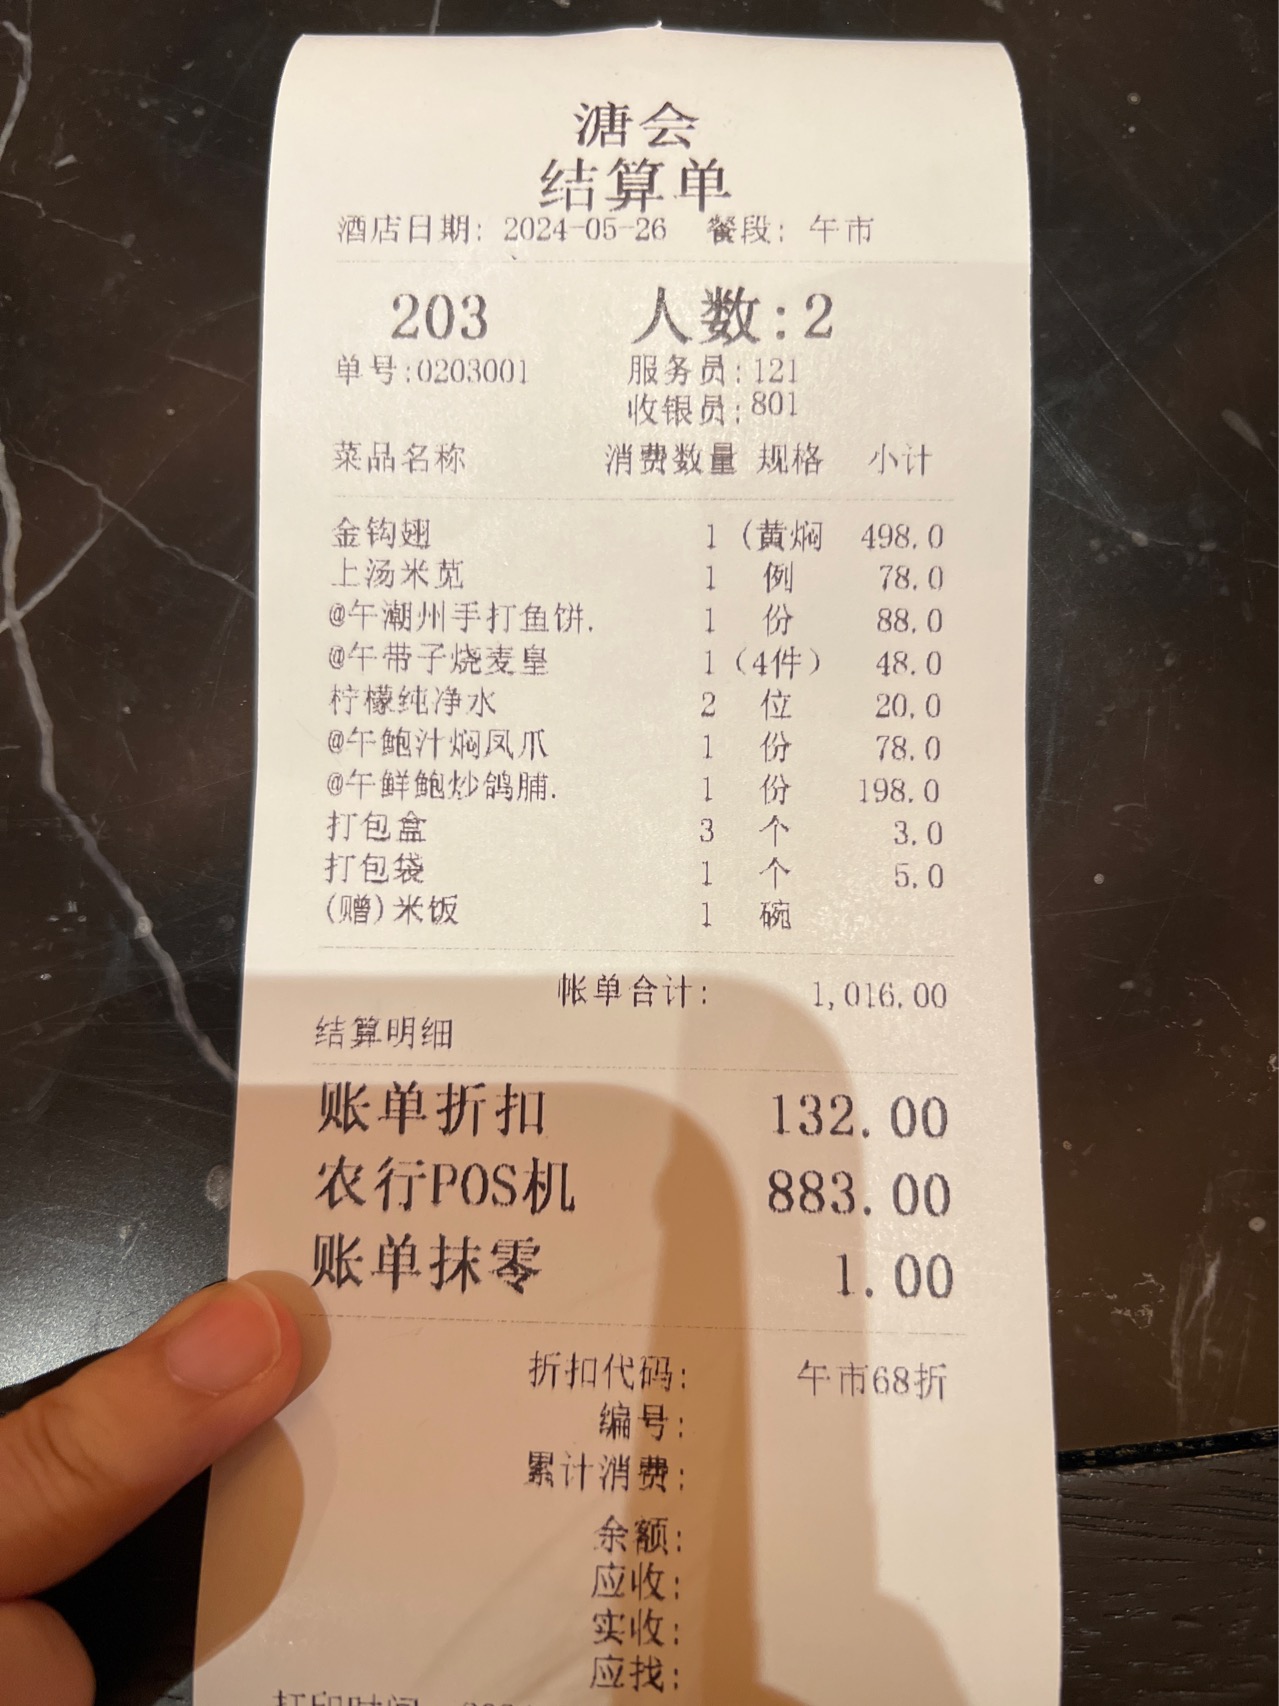 溏会
结算单
酒店日期: 2024-05-26 餐段: 午市
203 人数:2
单号:0203001 服务员:121
收银员:801
菜品名称 消费数量 规格 小计
金钩翅 1 (黄焖 498.0
上汤米苋 1 例 78.0
@午潮州手打鱼饼. 1 份 88.0
@午带子烧麦皇 1 (4件) 48.0
柠檬纯净水 2 位 20.0
@午鲍汁焖凤爪 1 份 78.0
@午鲜鲍炒鸽脯. 1 份 198.0
打包盒 3 个 3.0
打包袋 1 个 5.0
(赠)米饭 1 碗
帐单合计: 1,016.00
结算明细
账单折扣 132.00
农行POS机 883.00
账单抹零 1.00
折扣代码: 午市68折
编号:
累计消费:
余额:
应收:
实收:
应找:
打印时间